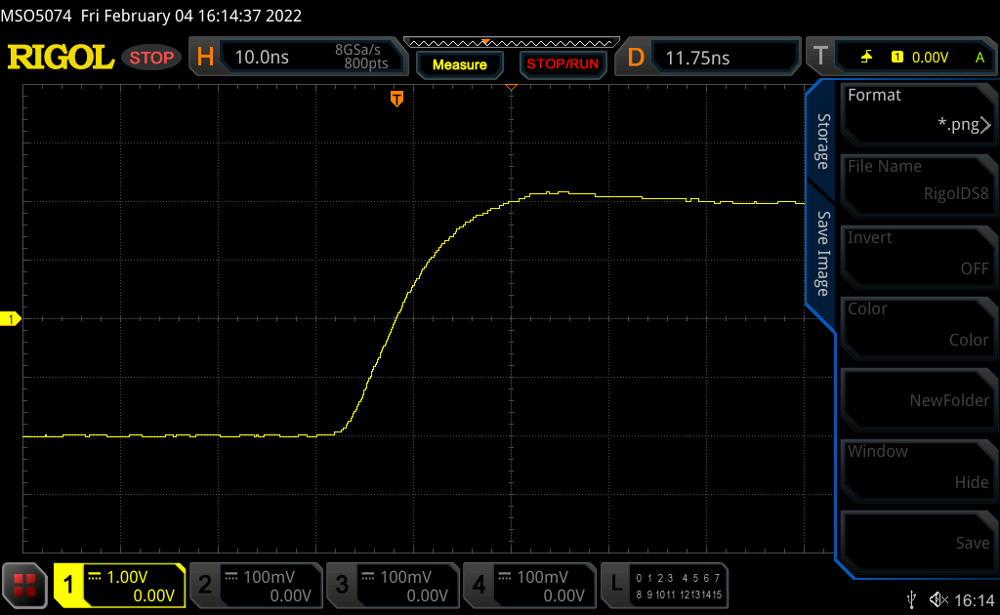 MSO5074 Fri February 04 16:14:37 2022
RIGOL STOP H 10.0ns 8GSa/s 800pts Measure STOP/RUN D 11.75ns T 1 0.00V A
T
Storage
Save Image
Format
*.png
File Name
RigolDS8
Invert
OFF
Color
Color
NewFolder
Window
Hide
Save
1
1 1.00V 0.00V
2 100mV 0.00V
3 100mV 0.00V
4 100mV 0.00V
L 0 1 2 3 4 5 6 7
8 9 10 11 12 13 14 15
16:14